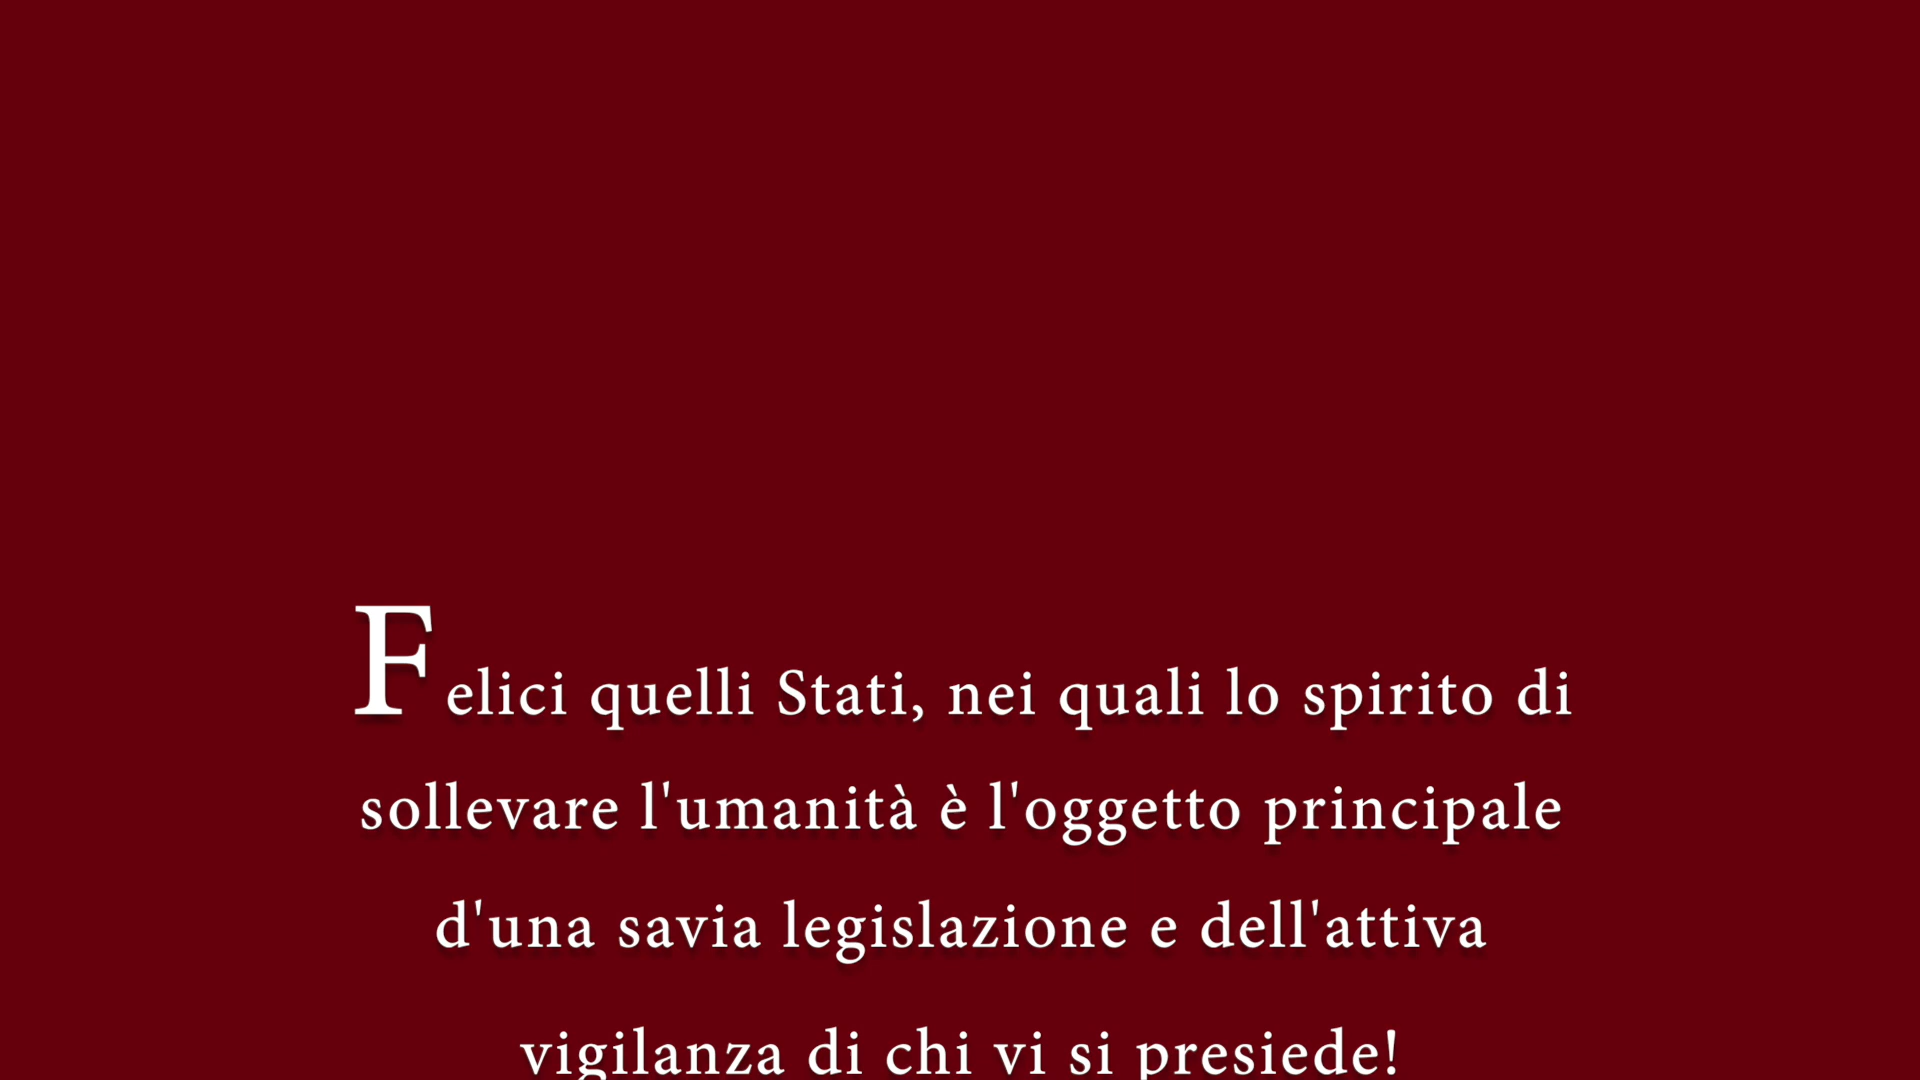 Felici quelli Stati, nei quali lo spirito di
sollevare l'umanità è l'oggetto principale
d'una savia legislazione e dell'attiva
vigilanza di chi vi si presiede!